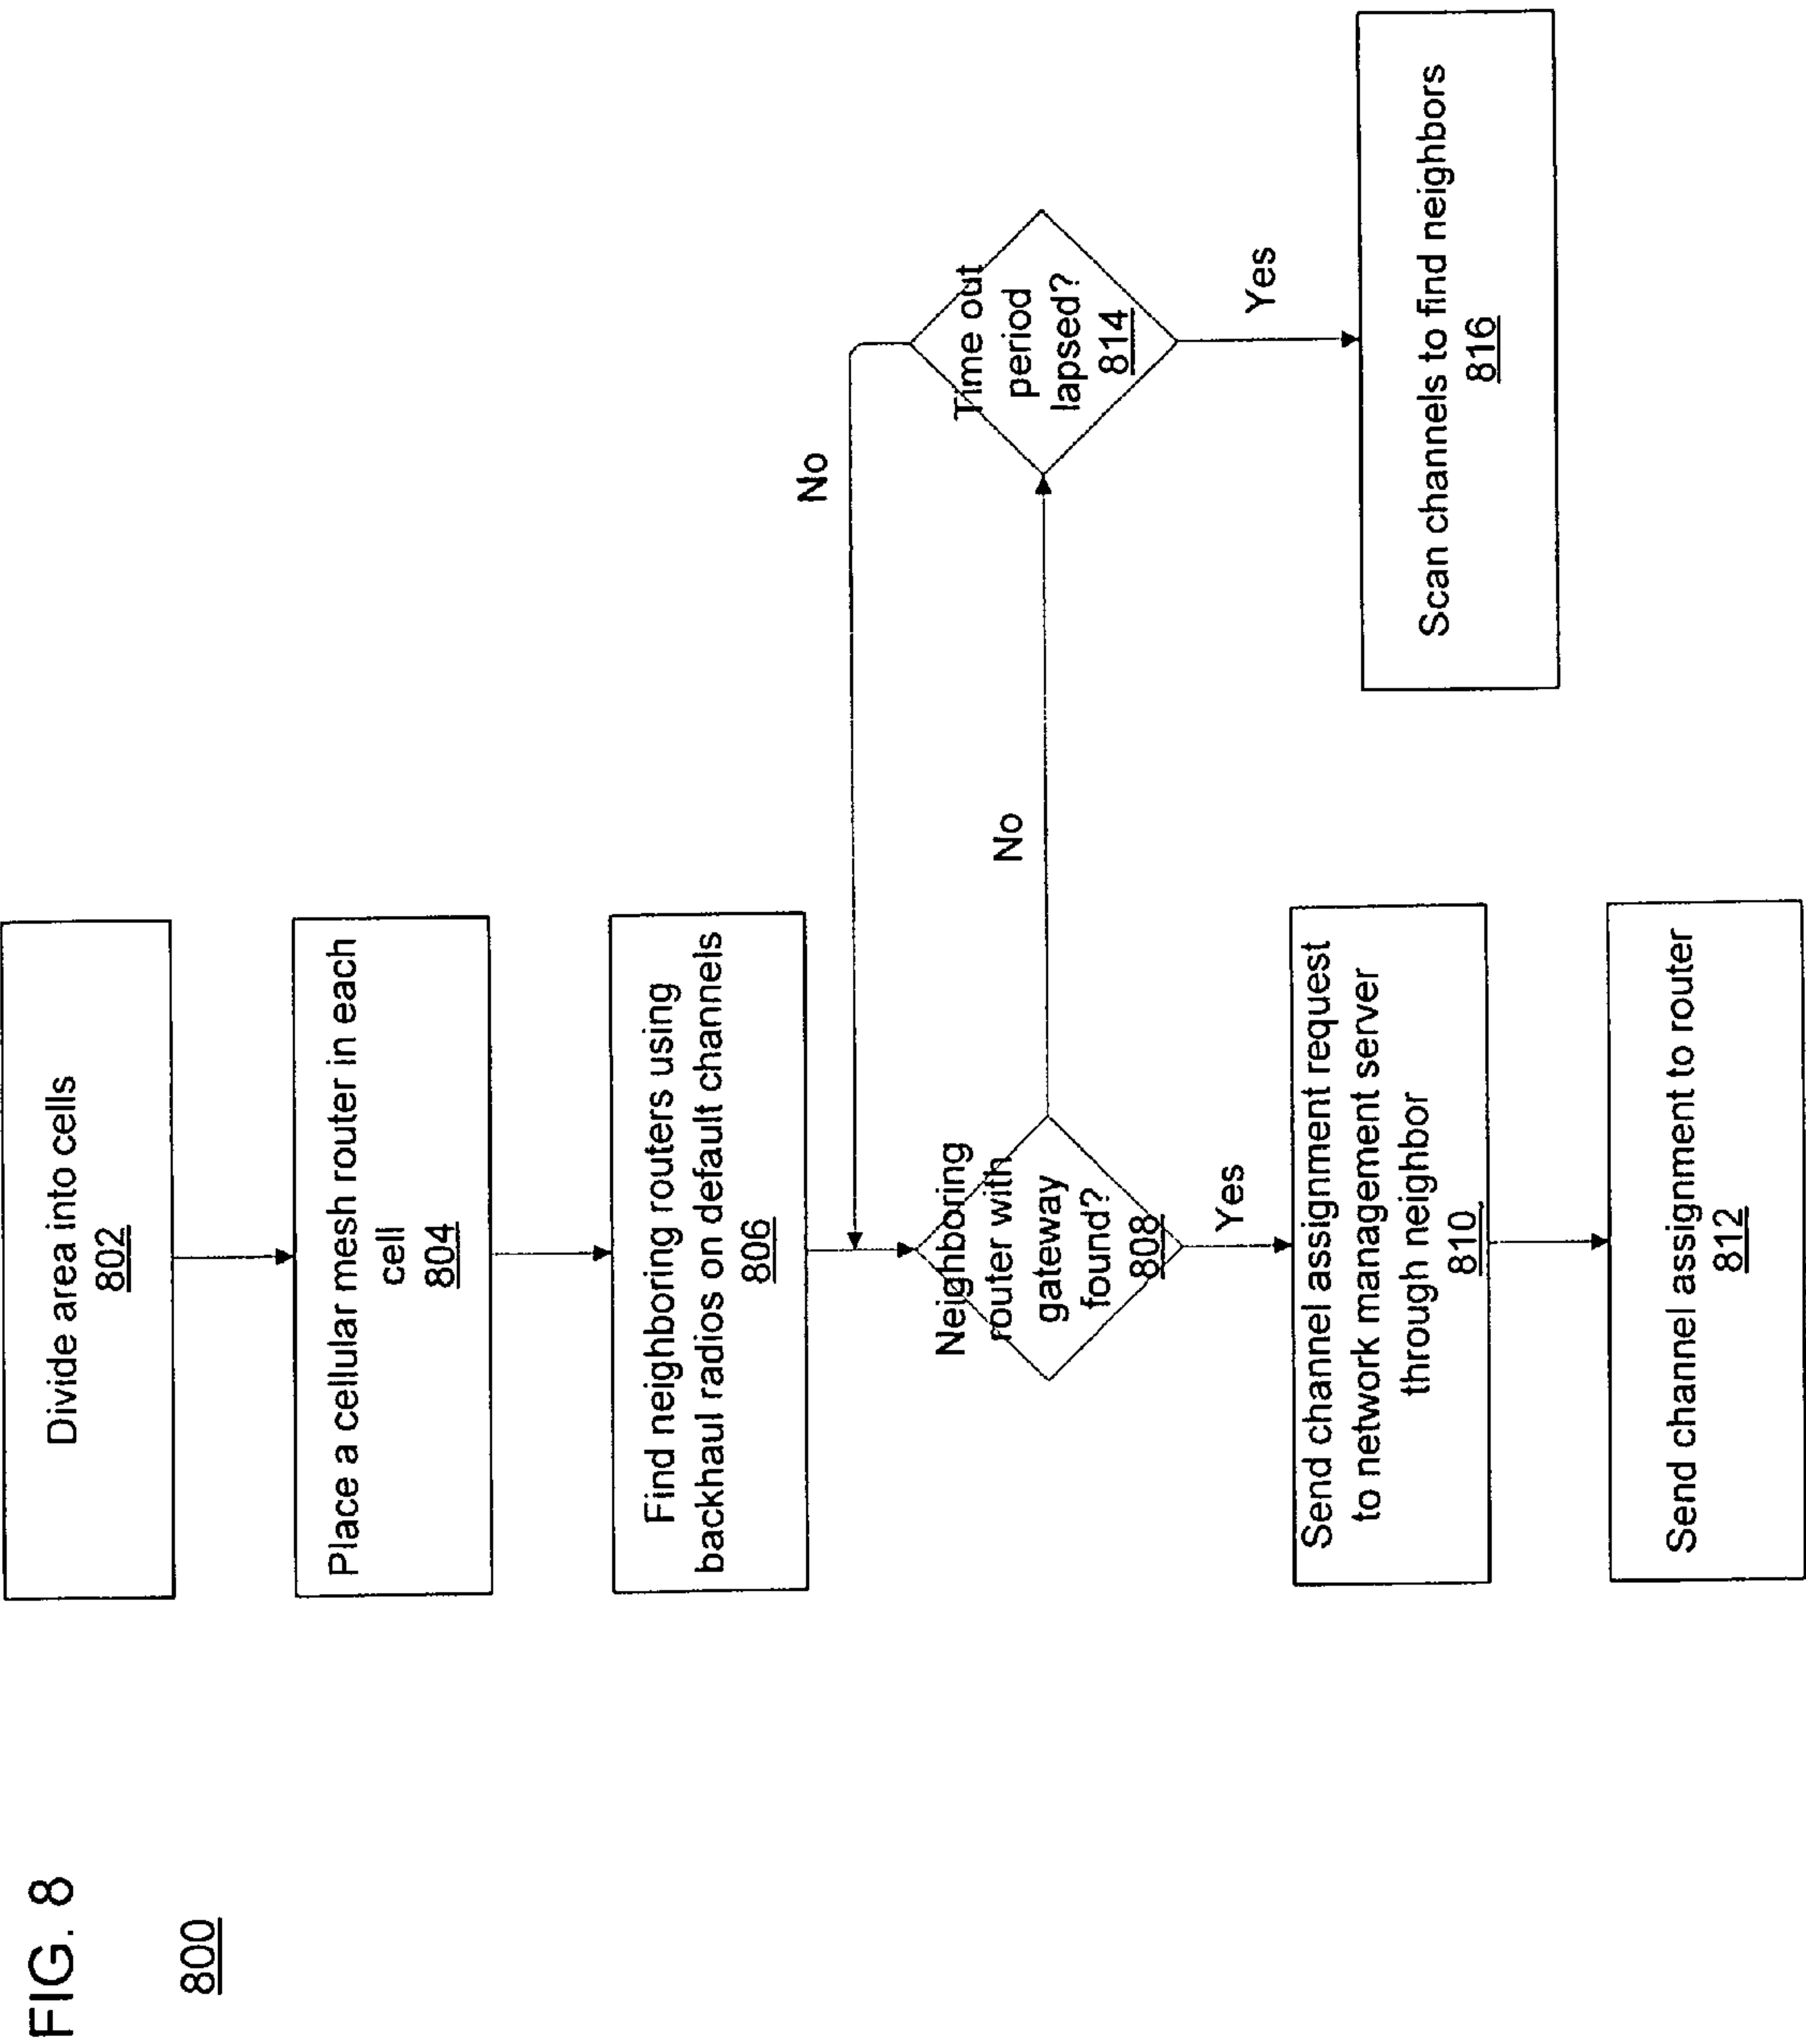 FIG. 8
800
Divide area into cells
802
Place a cellular mesh router in each
cell
804
Find neighboring routers using
backhaul radios on default channels
806
Neighboring
router with
gateway
found?
808
No
Yes
Send channel assignment request
to network management server
through neighbor
810
Send channel assignment to router
812
No
Time out
period
lapsed?
814
Yes
Scan channels to find neighbors
816